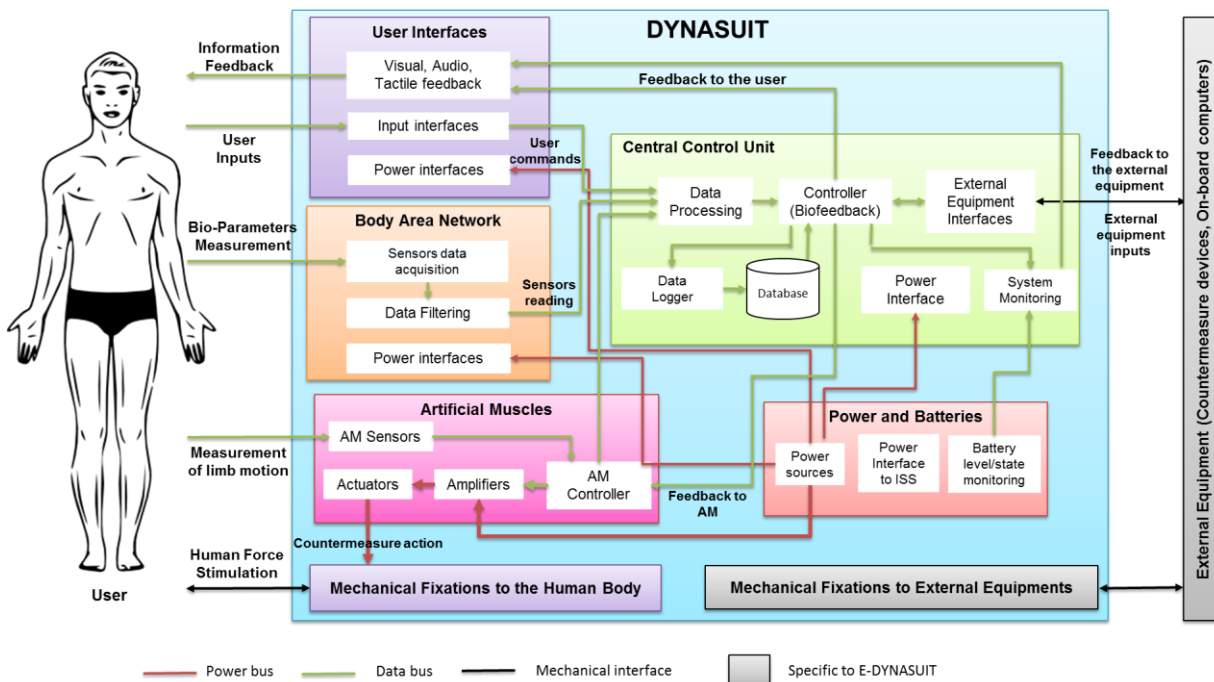 DYNASUIT
User Interfaces
Information
Feedback
Visual, Audio,
Tactile feedback
Feedback to the user
User
Inputs
Input interfaces
User
commands
Power interfaces
Central Control Unit
Data
Processing
Controller
(Biofeedback)
External
Equipment
Interfaces
Feedback to
the external
equipment
External
equipment
inputs
Data
Logger
Database
Power
Interface
System
Monitoring
Body Area Network
Bio-Parameters
Measurement
Sensors data
acquisition
Sensors
reading
Data Filtering
Power interfaces
Artificial Muscles
AM Sensors
Measurement
of limb motion
Actuators
Amplifiers
AM
Controller
Feedback to
AM
Power and Batteries
Power
sources
Power
Interface
to ISS
Battery
level/state
monitoring
Countermeasure action
Human Force
Stimulation
User
Mechanical Fixations to the Human Body
Mechanical Fixations to External Equipments
External Equipment (Countermeasure devices, On-board computers)
Power bus
Data bus
Mechanical interface
Specific to E-DYNASUIT